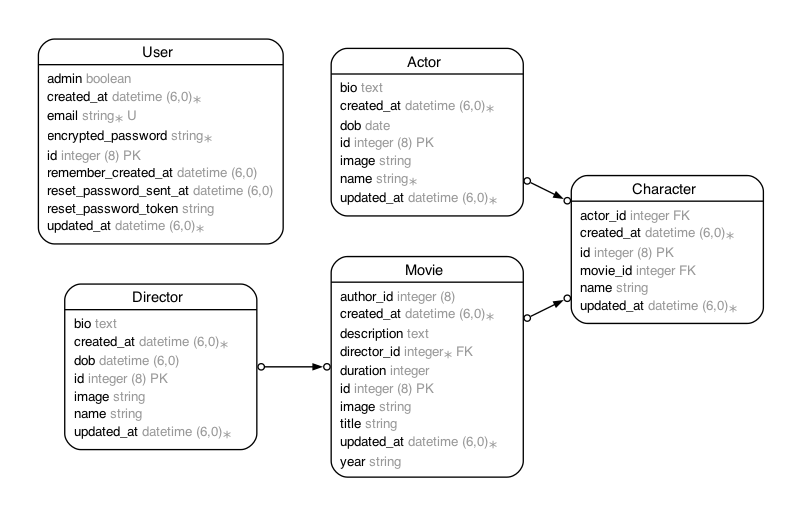 User
admin boolean
created_at datetime (6,0)∗
email string∗ U
encrypted_password string∗
id integer (8) PK
remember_created_at datetime (6,0)
reset_password_sent_at datetime (6,0)
reset_password_token string
updated_at datetime (6,0)∗
Actor
bio text
created_at datetime (6,0)∗
dob date
id integer (8) PK
image string
name string∗
updated_at datetime (6,0)∗
Character
actor_id integer FK
created_at datetime (6,0)∗
id integer (8) PK
movie_id integer FK
name string
updated_at datetime (6,0)∗
Director
bio text
created_at datetime (6,0)∗
dob datetime (6,0)
id integer (8) PK
image string
name string
updated_at datetime (6,0)∗
Movie
author_id integer (8)
created_at datetime (6,0)∗
description text
director_id integer∗ FK
duration integer
id integer (8) PK
image string
title string
updated_at datetime (6,0)∗
year string